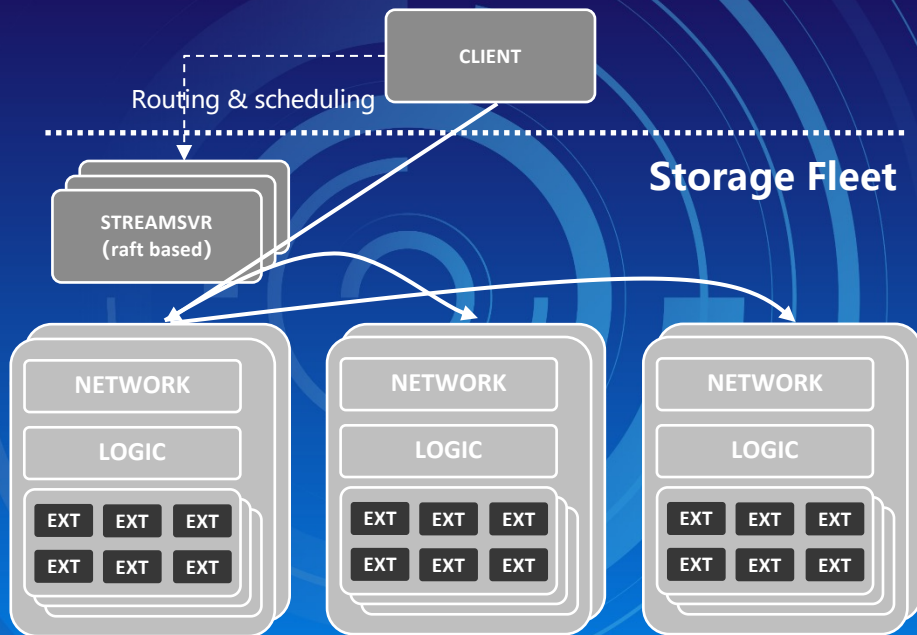 CLIENT
Routing & scheduling
Storage Fleet
STREAMSVR
(raft based)
NETWORK
LOGIC
EXT EXT EXT
EXT EXT EXT
NETWORK
LOGIC
EXT EXT EXT
EXT EXT EXT
NETWORK
LOGIC
EXT EXT EXT
EXT EXT EXT